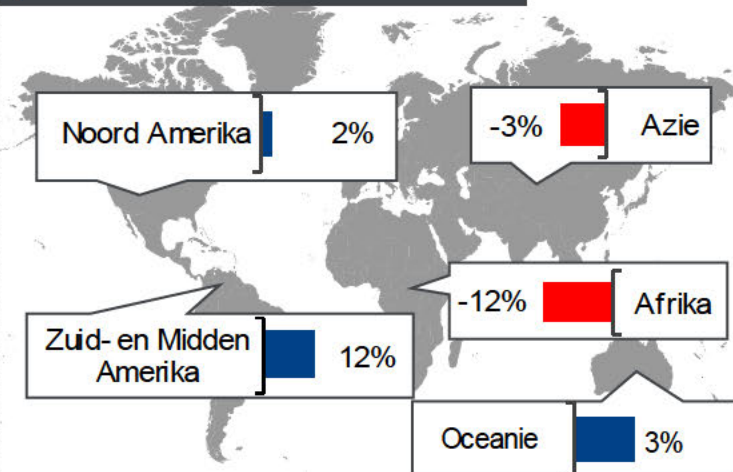 Noord Amerika 2%
-3% Azie
-12% Afrika
Zuid- en Midden
Amerika 12%
Oceanie 3%